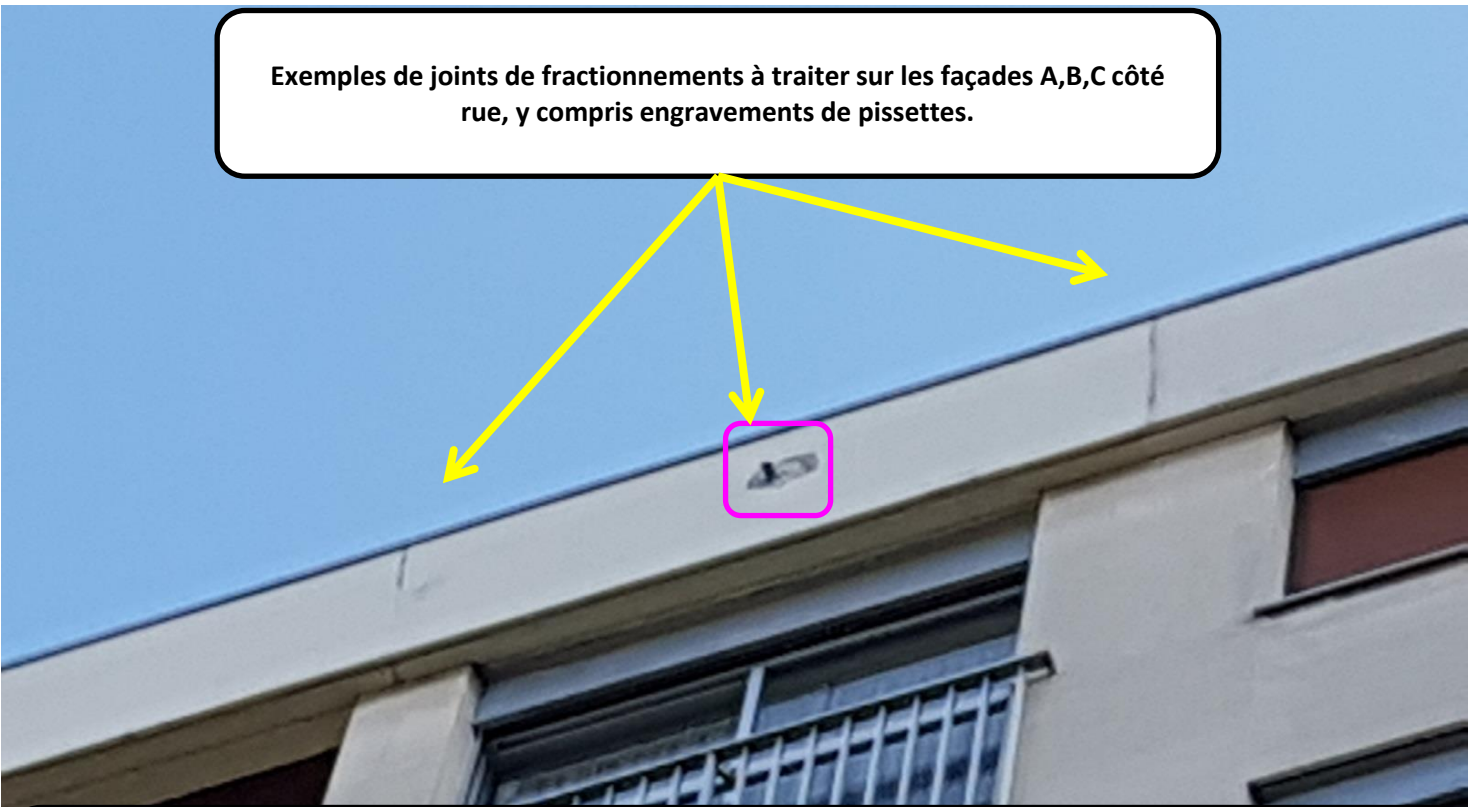 Exemples de joints de fractionnements à traiter sur les façades A,B,C côté
rue, y compris engravements de pissettes.